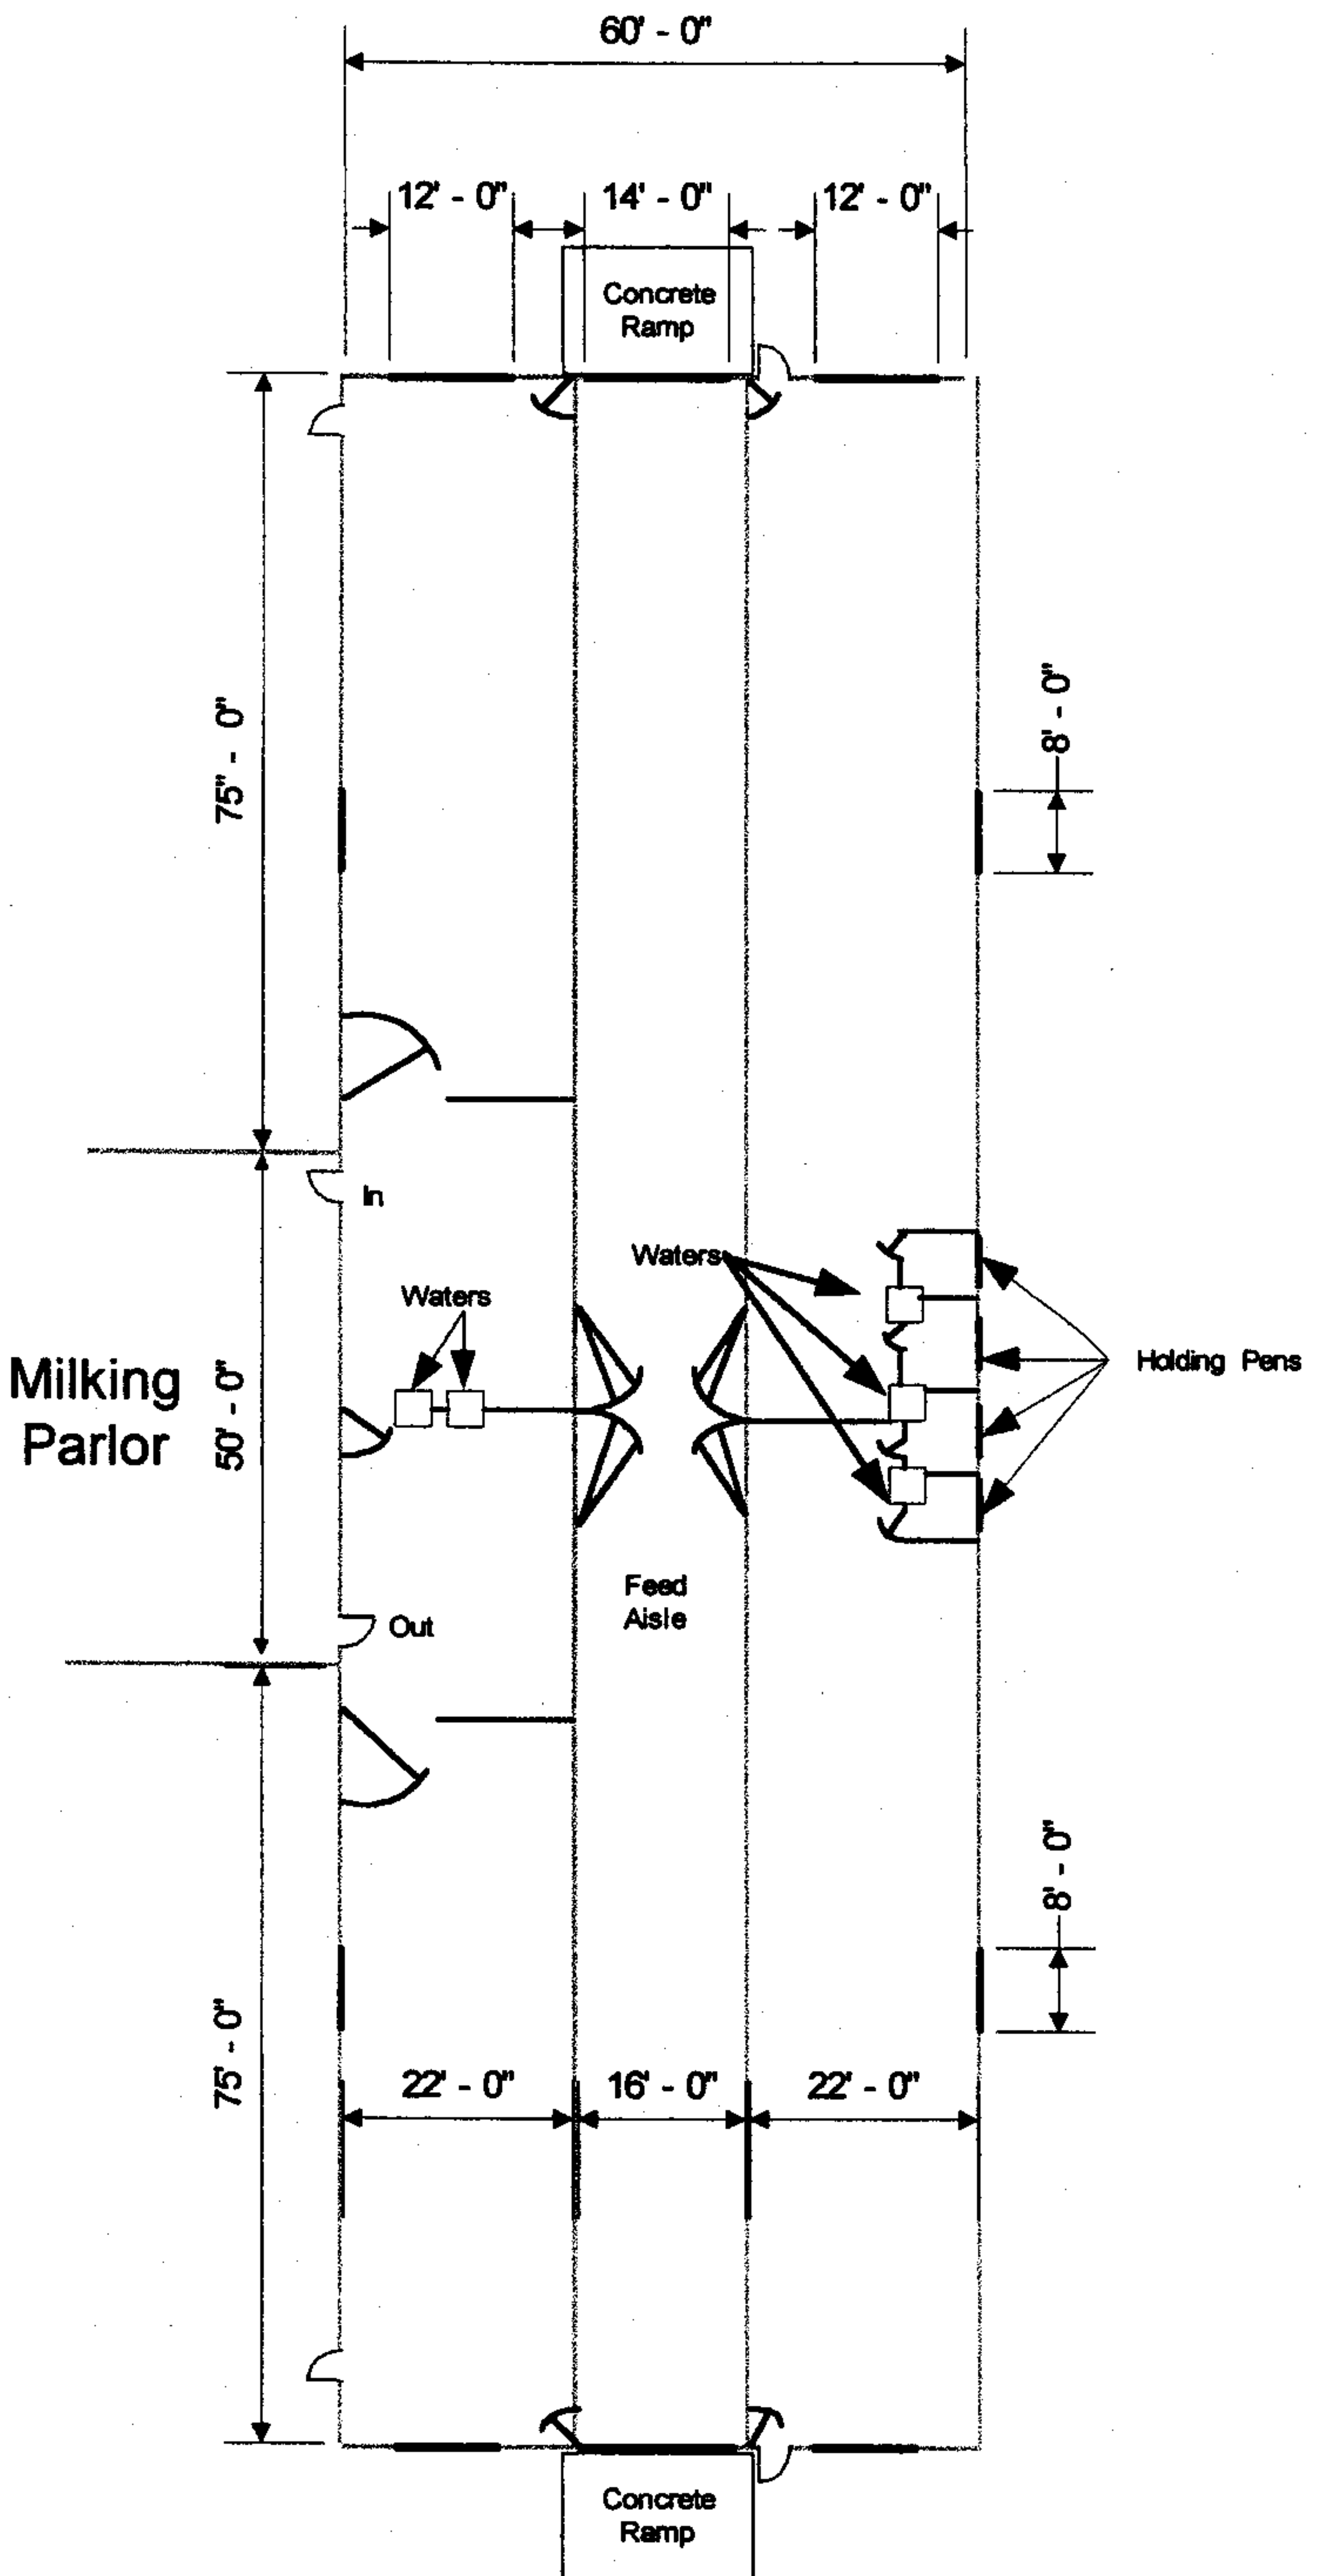 60' - 0"
12' - 0"
14' - 0"
12' - 0"
Concrete
Ramp
8' - 0"
75" - 0"
In
Waters
Waters
Holding Pens
Milking
Parlor
50' - 0"
Feed
Aisle
Out
8' - 0"
75' - 0"
22' - 0"
16' - 0"
22' - 0"
Concrete
Ramp